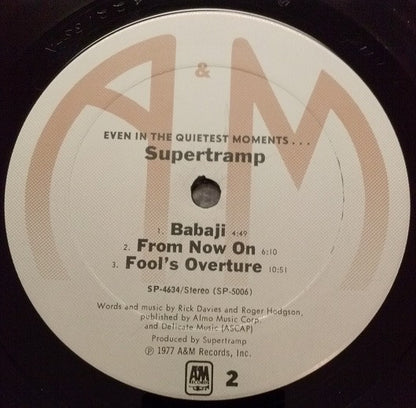 A & M
EVEN IN THE QUIETEST MOMENTS . . .
Supertramp
1. Babaji 4:49
2. From Now On 6:10
3. Fool's Overture 10:51
SP-4634/Stereo (SP-5006)
Words and music by Rick Davies and Roger Hodgson,
published by Almo Music Corp.
and Delicate Music (ASCAP)
Produced by Supertramp
℗ 1977 A&M Records, Inc.
A&M RECORDS 2